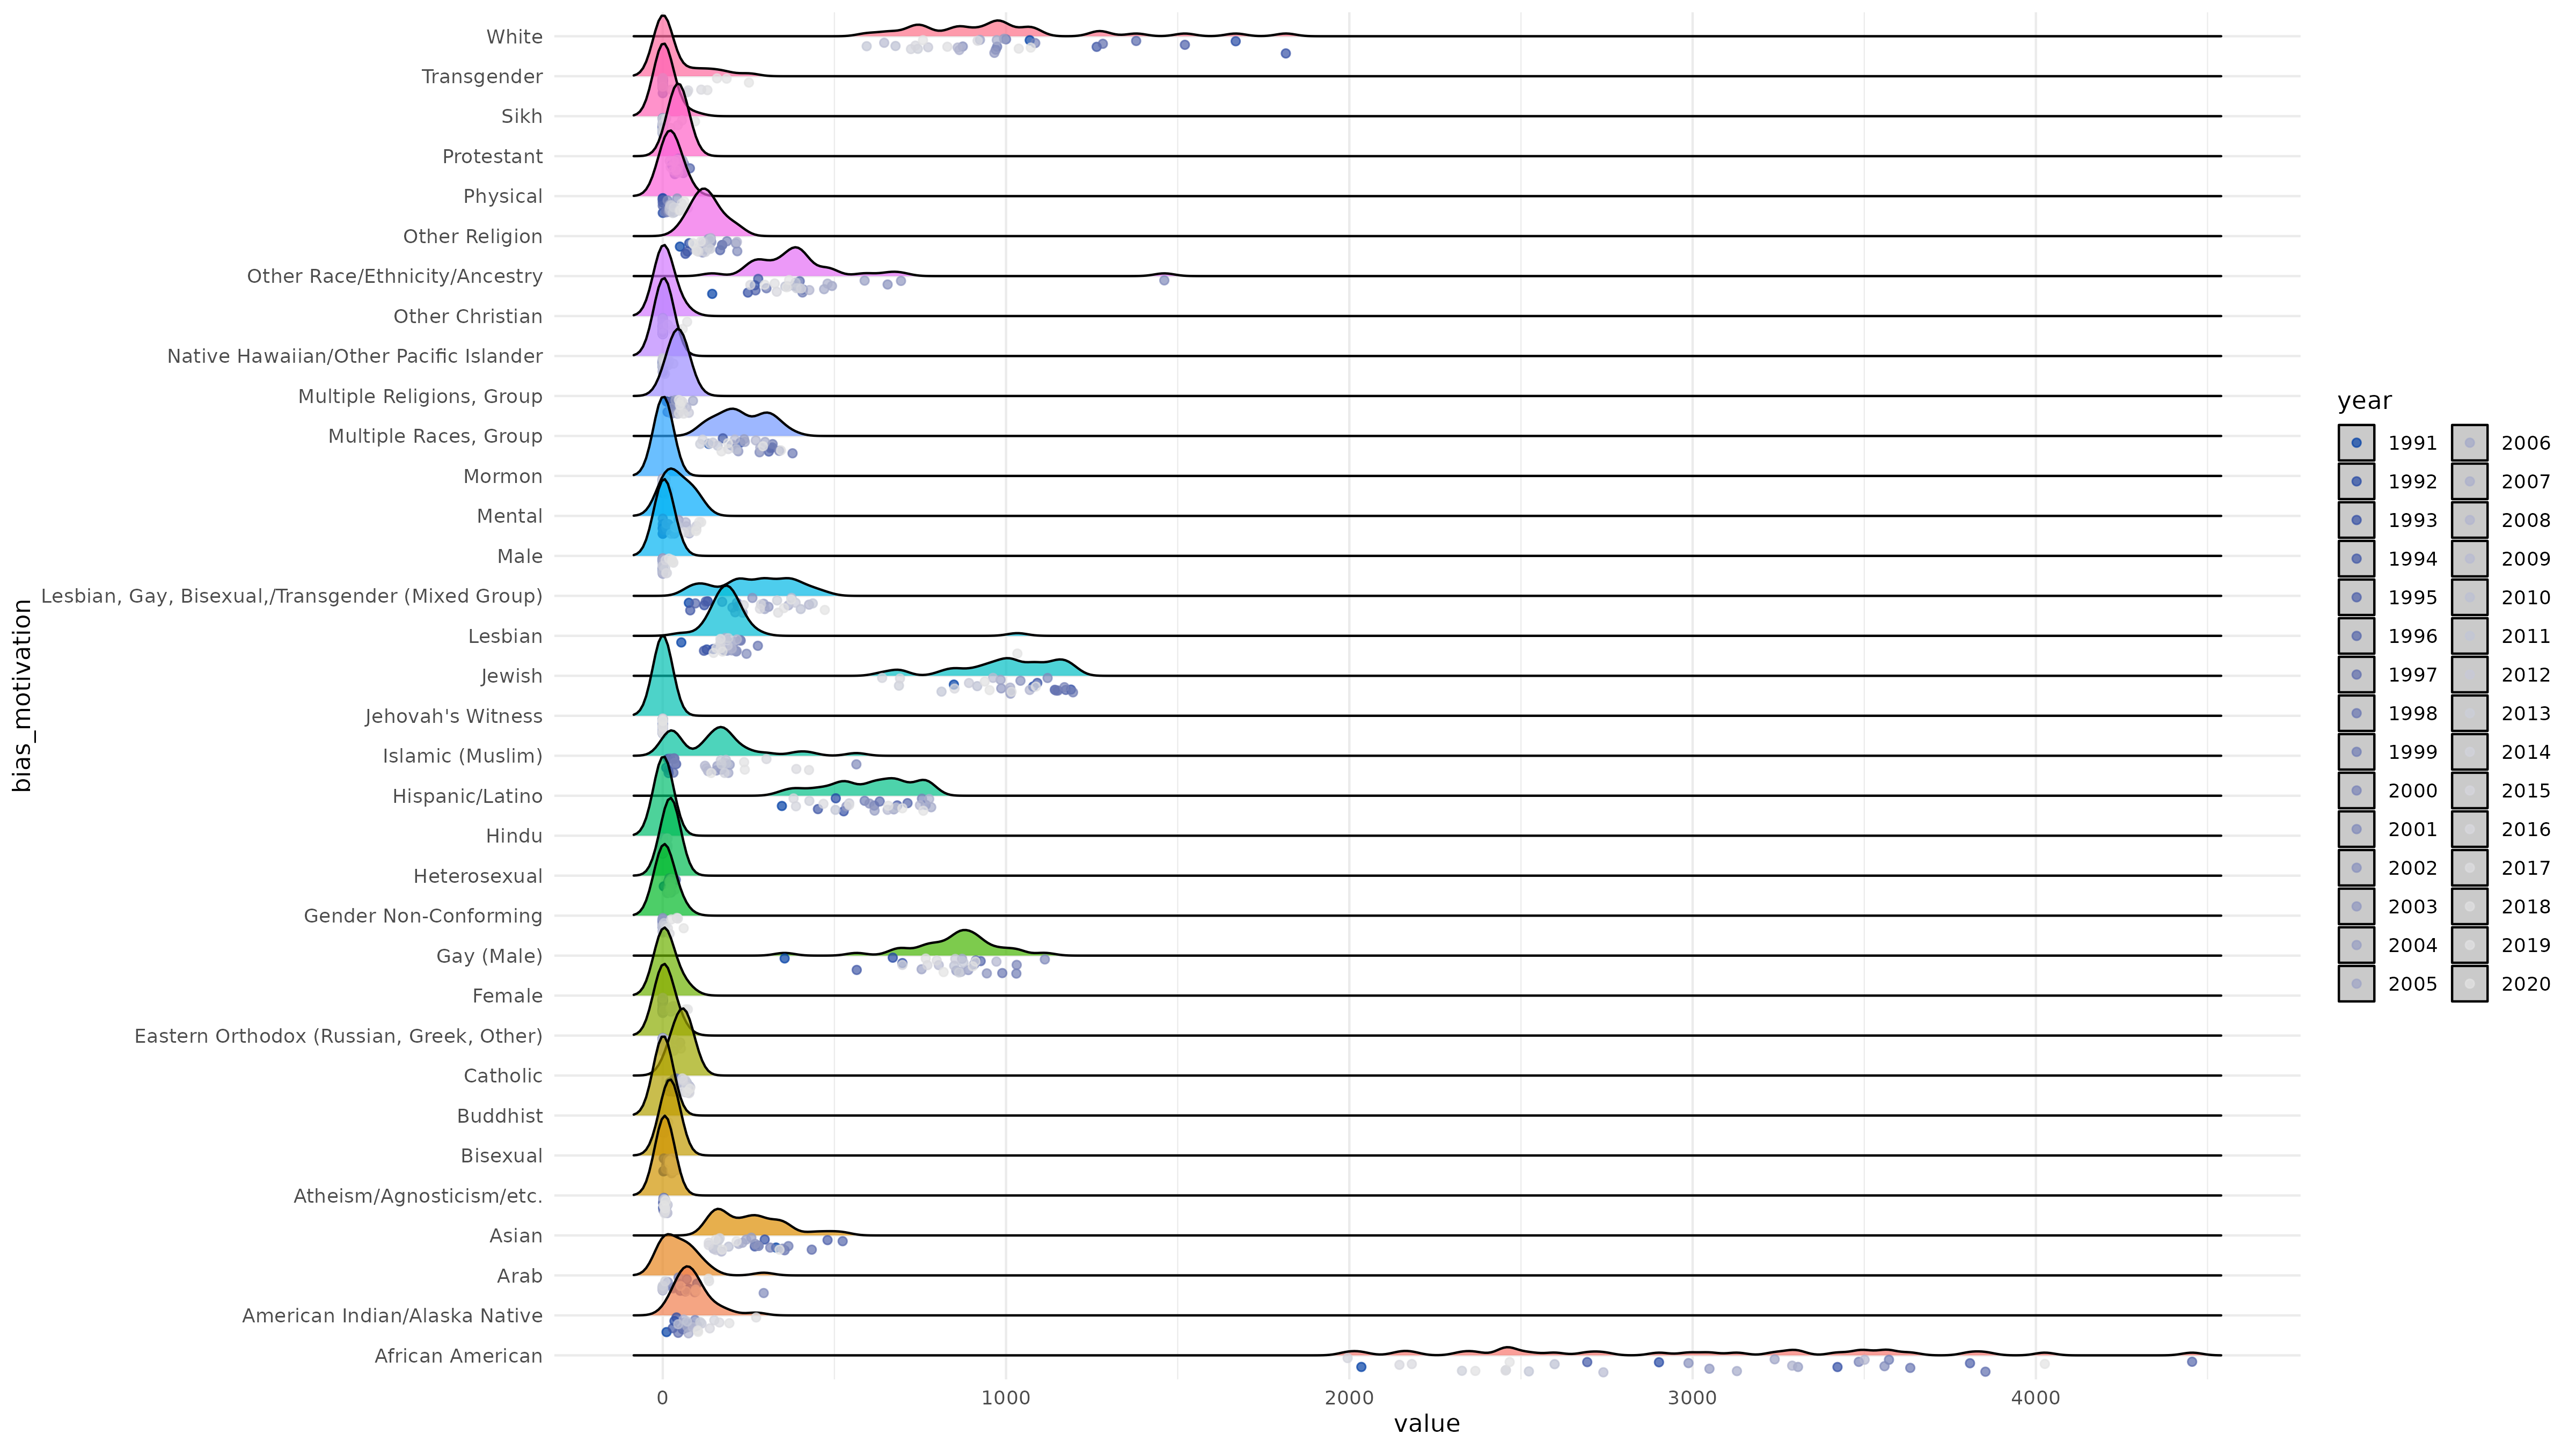 White
Transgender
Sikh
Protestant
Physical
Other Religion
Other Race/Ethnicity/Ancestry
Other Christian
Native Hawaiian/Other Pacific Islander
Multiple Religions, Group
Multiple Races, Group
Mormon
Mental
Male
Lesbian, Gay, Bisexual,/Transgender (Mixed Group)
Lesbian
Jewish
Jehovah's Witness
Islamic (Muslim)
Hispanic/Latino
Hindu
Heterosexual
Gender Non-Conforming
Gay (Male)
Female
Eastern Orthodox (Russian, Greek, Other)
Catholic
Buddhist
Bisexual
Atheism/Agnosticism/etc.
Asian
Arab
American Indian/Alaska Native
African American
bias_motivation
0 1000 2000 3000 4000
value
year
1991 2006
1992 2007
1993 2008
1994 2009
1995 2010
1996 2011
1997 2012
1998 2013
1999 2014
2000 2015
2001 2016
2002 2017
2003 2018
2004 2019
2005 2020